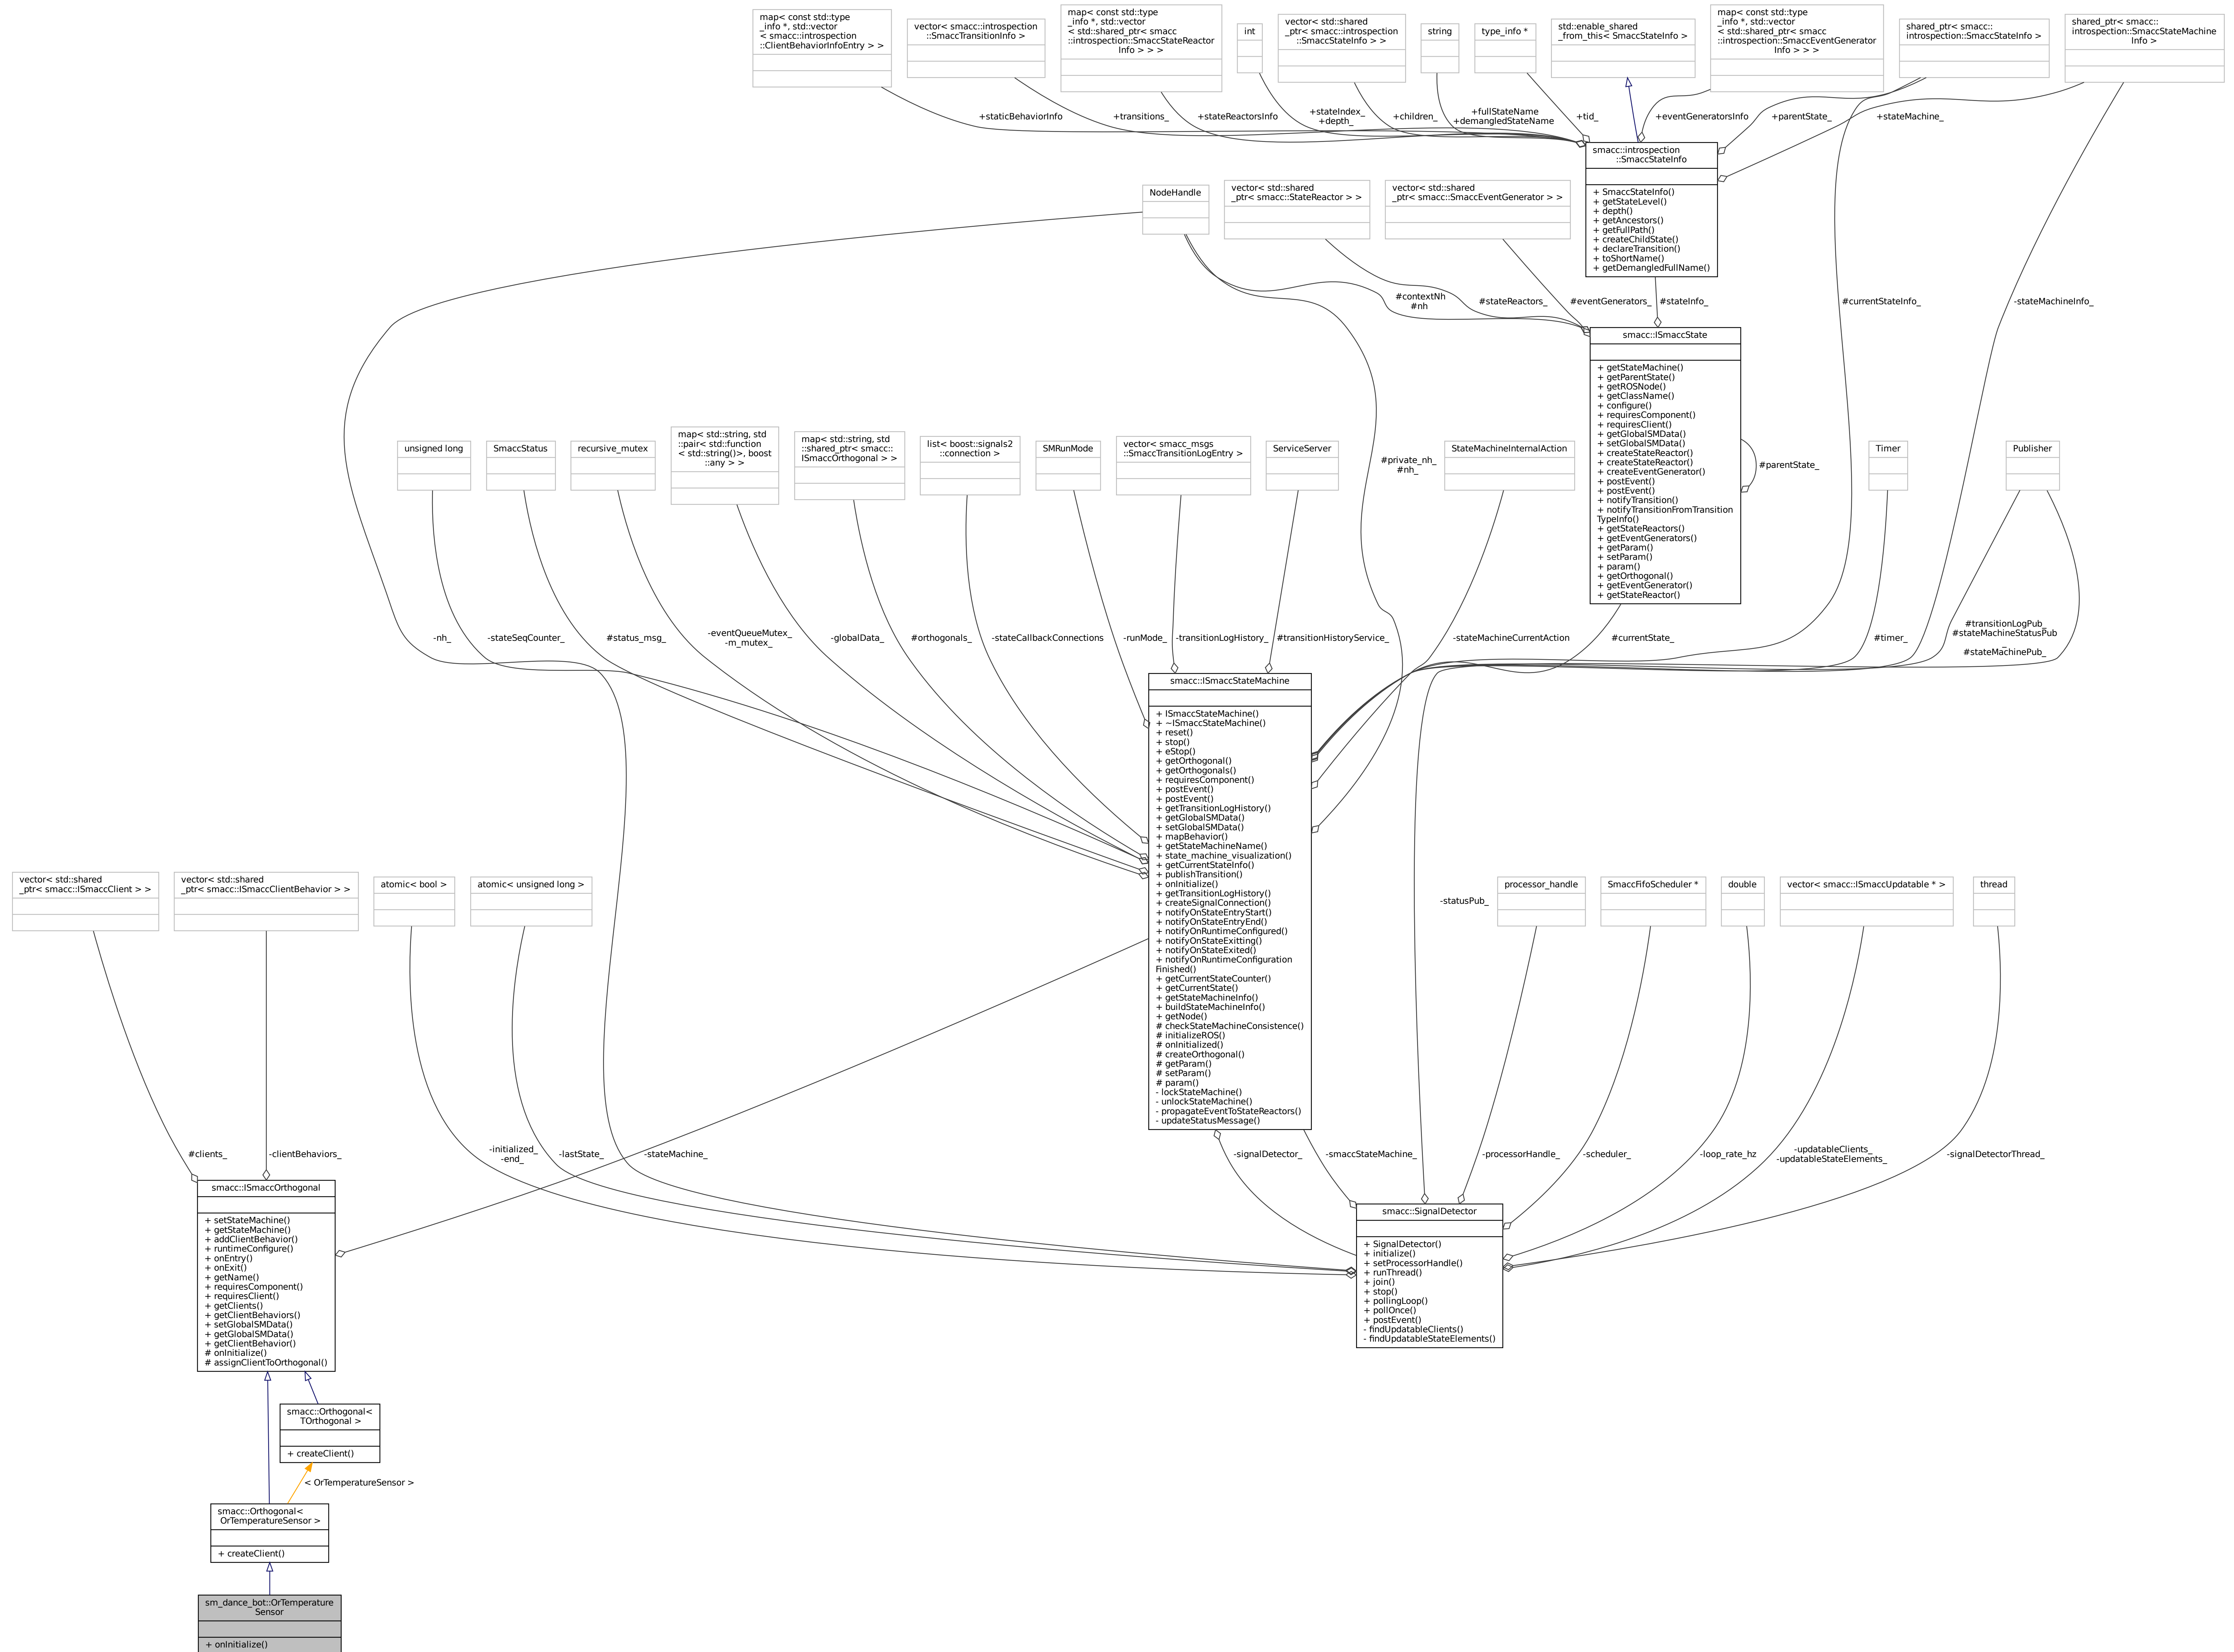 map< const std::type
_info *, std::vector
< smacc::introspection
::ClientBehaviorInfoEntry > >
vector< smacc::introspection
::SmaccTransitionInfo >
map< const std::type
_info *, std::vector
< std::shared_ptr< smacc
::introspection::SmaccStateReactor
Info > > >
int
vector< std::shared
_ptr< smacc::introspection
::SmaccStateInfo > >
string
type_info *
std::enable_shared
_from_this< SmaccStateInfo >
map< const std::type
_info *, std::vector
< std::shared_ptr< smacc
::introspection::SmaccEventGenerator
Info > > >
shared_ptr< smacc::
introspection::SmaccStateInfo >
shared_ptr< smacc::
introspection::SmaccStateMachine
Info >
+staticBehaviorInfo
+transitions_
+stateReactorsInfo
+stateIndex_
+depth_
+children_
+fullStateName
+demangledStateName
+tid_
+eventGeneratorsInfo
+parentState_
+stateMachine_
smacc::introspection
::SmaccStateInfo
+ SmaccStateInfo()
+ getStateLevel()
+ depth()
+ getAncestors()
+ getFullPath()
+ createChildState()
+ declareTransition()
+ toShortName()
+ getDemangledFullName()
NodeHandle
vector< std::shared
_ptr< smacc::StateReactor > >
vector< std::shared
_ptr< smacc::SmaccEventGenerator > >
#contextNh
#nh
#stateReactors_
#eventGenerators_
#stateInfo_
#currentStateInfo_
-stateMachineInfo_
smacc::ISmaccState
+ getStateMachine()
+ getParentState()
+ getROSNode()
+ getClassName()
+ configure()
+ requiresComponent()
+ requiresClient()
+ getGlobalSMData()
+ setGlobalSMData()
+ createStateReactor()
+ createStateReactor()
+ createEventGenerator()
+ postEvent()
+ postEvent()
+ notifyTransition()
+ notifyTransitionFromTransition
TypeInfo()
+ getStateReactors()
+ getEventGenerators()
+ getParam()
+ setParam()
+ param()
+ getOrthogonal()
+ getEventGenerator()
+ getStateReactor()
#parentState_
unsigned long
SmaccStatus
recursive_mutex
map< std::string, std
::pair< std::function
< std::string()>, boost
::any > >
map< std::string, std
::shared_ptr< smacc::
ISmaccOrthogonal > >
list< boost::signals2
::connection >
SMRunMode
vector< smacc_msgs
::SmaccTransitionLogEntry >
ServiceServer
#private_nh_
#nh_
StateMachineInternalAction
Timer
Publisher
-nh_
-stateSeqCounter_
#status_msg_
-eventQueueMutex_
-m_mutex_
-globalData_
#orthogonals_
-stateCallbackConnections
-runMode_
-transitionLogHistory_
#transitionHistoryService_
-stateMachineCurrentAction
#currentState_
#timer_
#transitionLogPub_
#stateMachineStatusPub
_
#stateMachinePub_
smacc::ISmaccStateMachine
+ ISmaccStateMachine()
+ ~ISmaccStateMachine()
+ reset()
+ stop()
+ eStop()
+ getOrthogonal()
+ getOrthogonals()
+ requiresComponent()
+ postEvent()
+ postEvent()
+ getTransitionLogHistory()
+ getGlobalSMData()
+ setGlobalSMData()
+ mapBehavior()
+ getStateMachineName()
+ state_machine_visualization()
+ getCurrentStateInfo()
+ publishTransition()
+ onInitialize()
+ getTransitionLogHistory()
+ createSignalConnection()
+ notifyOnStateEntryStart()
+ notifyOnStateEntryEnd()
+ notifyOnRuntimeConfigured()
+ notifyOnStateExitting()
+ notifyOnStateExited()
+ notifyOnRuntimeConfiguration
Finished()
+ getCurrentStateCounter()
+ getCurrentState()
+ getStateMachineInfo()
+ buildStateMachineInfo()
+ getNode()
# checkStateMachineConsistence()
# initializeROS()
# onInitialized()
# createOrthogonal()
# getParam()
# setParam()
# param()
- lockStateMachine()
- unlockStateMachine()
- propagateEventToStateReactors()
- updateStatusMessage()
vector< std::shared
_ptr< smacc::ISmaccClient > >
vector< std::shared
_ptr< smacc::ISmaccClientBehavior > >
atomic< bool >
atomic< unsigned long >
-statusPub_
processor_handle
SmaccFifoScheduler *
double
vector< smacc::ISmaccUpdatable * >
thread
#clients_
-clientBehaviors_
-initialized_
-end_
-lastState_
-stateMachine_
-signalDetector_
-smaccStateMachine_
-processorHandle_
-scheduler_
-loop_rate_hz
-updatableClients_
-updatableStateElements_
-signalDetectorThread_
smacc::ISmaccOrthogonal
+ setStateMachine()
+ getStateMachine()
+ addClientBehavior()
+ runtimeConfigure()
+ onEntry()
+ onExit()
+ getName()
+ requiresComponent()
+ requiresClient()
+ getClients()
+ getClientBehaviors()
+ setGlobalSMData()
+ getGlobalSMData()
+ getClientBehavior()
# onInitialize()
# assignClientToOrthogonal()
smacc::SignalDetector
+ SignalDetector()
+ initialize()
+ setProcessorHandle()
+ runThread()
+ join()
+ stop()
+ pollingLoop()
+ pollOnce()
+ postEvent()
- findUpdatableClients()
- findUpdatableStateElements()
smacc::Orthogonal<
TOrthogonal >
+ createClient()
< OrTemperatureSensor >
smacc::Orthogonal<
OrTemperatureSensor >
+ createClient()
sm_dance_bot::OrTemperature
Sensor
+ onInitialize()